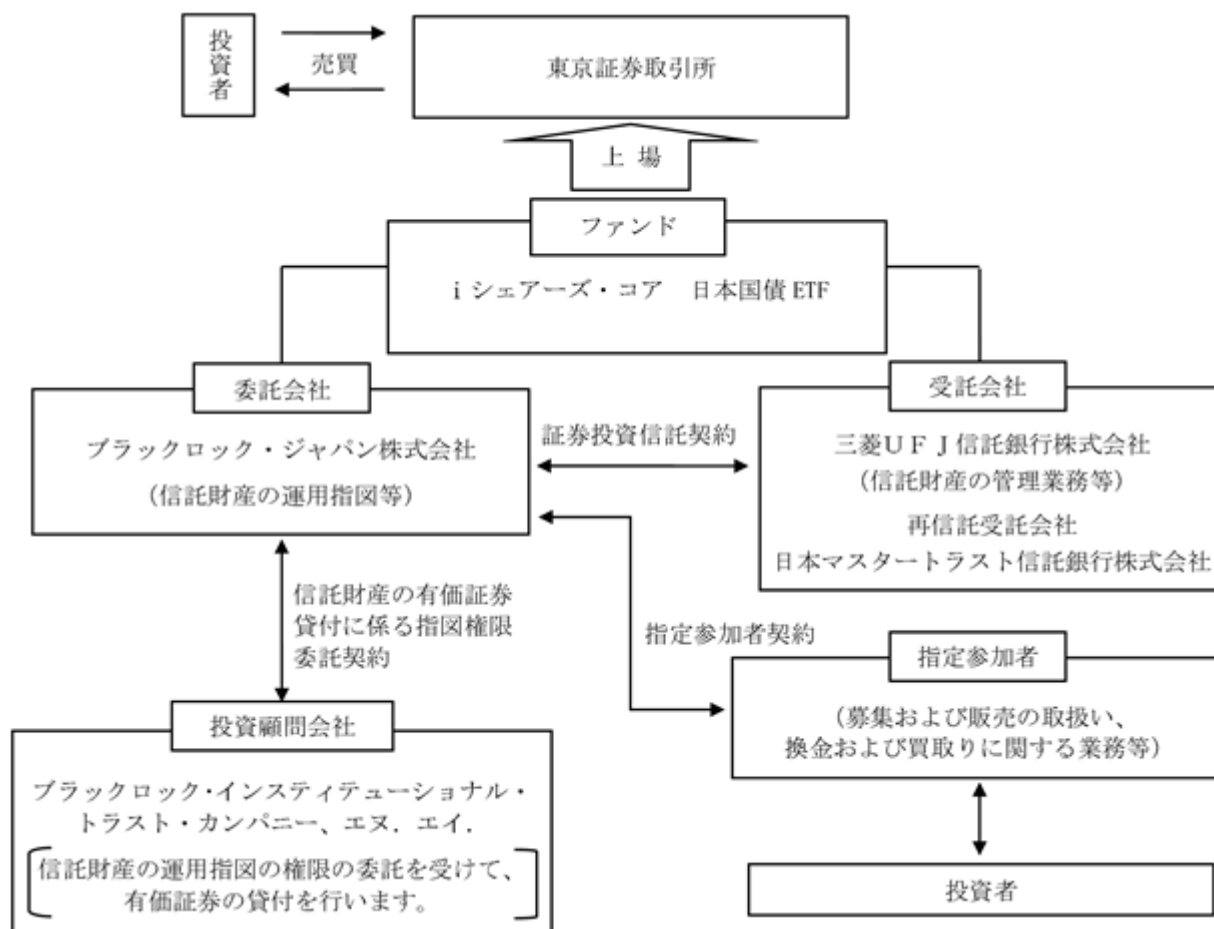 投資者
売買
東京証券取引所
上 場
ファンド
i シェアーズ・コア 日本国債 ETF
委託会社
ブラックロック・ジャパン株式会社
(信託財産の運用指図等)
証券投資信託契約
受託会社
三菱UFJ信託銀行株式会社
(信託財産の管理業務等)
再信託受託会社
日本マスタートラスト信託銀行株式会社
信託財産の有価証券
貸付に係る指図権限
委託契約
指定参加者契約
指定参加者
(募集および販売の取扱い、
換金および買取りに関する業務等)
投資顧問会社
ブラックロック・インスティテューショナル・
トラスト・カンパニー、エヌ.エイ.
信託財産の運用指図の権限の委託を受けて、
有価証券の貸付を行います。
投資者